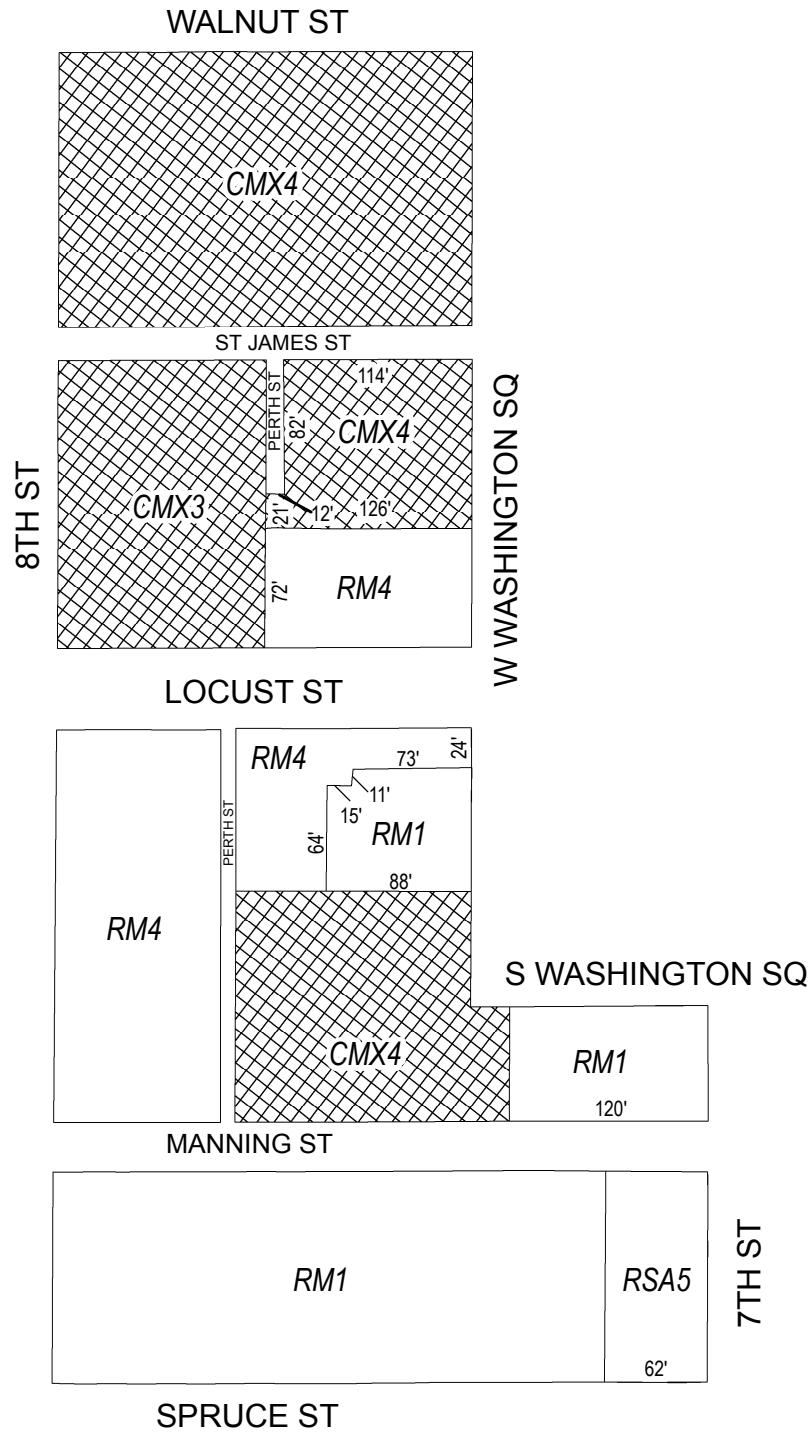 WALNUT ST
CMX4
ST JAMES ST
114'
PERTH ST
82'
CMX4
W WASHINGTON SQ
8TH ST
CMX3
21'
12'
126'
72'
RM4
LOCUST ST
RM4
73'
24'
11'
15'
PERTH ST
64'
RM1
88'
RM4
S WASHINGTON SQ
CMX4
RM1
120'
MANNING ST
RM1
RSA5
7TH ST
62'
SPRUCE ST